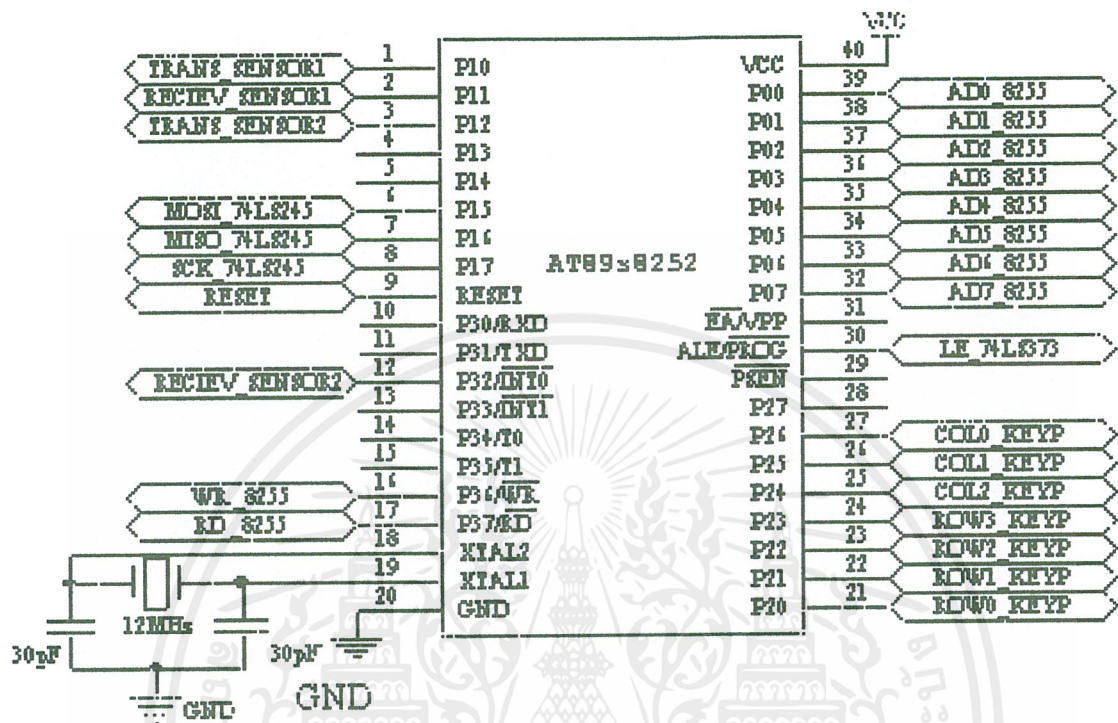 VCC
TRANS_SENSOR1 1 P10 VCC 40
RECIEV_SENSOR1 2 P11 P00 39 AD0_8255
TRANS_SENSOR2 3 P12 P01 38 AD1_8255
4 P13 P02 37 AD2_8255
5 P14 P03 36 AD3_8255
MOSI_74LS245 6 P15 P04 35 AD4_8255
MISO_74LS245 7 P16 P05 34 AD5_8255
SCK_74LS245 8 P17 AT89s8252 P06 33 AD6_8255
RESET 9 RESET P07 32 AD7_8255
10 P30/RXD EA/VPP 31
11 P31/TXD ALE/PROG 30 LE_74LS373
RECIEV_SENSOR2 12 P32/INT0 PSEN 29
13 P33/INT1 P27 28
14 P34/T0 P26 27 COL0_KEYP
15 P35/T1 P25 26 COL1_KEYP
WR_8255 16 P36/WR P24 25 COL2_KEYP
RD_8255 17 P37/RD P23 24 ROW3_KEYP
18 XTAL2 P22 23 ROW2_KEYP
19 XTAL1 P21 22 ROW1_KEYP
20 GND P20 21 ROW0_KEYP
12MHz
30pF 30pF
GND GND